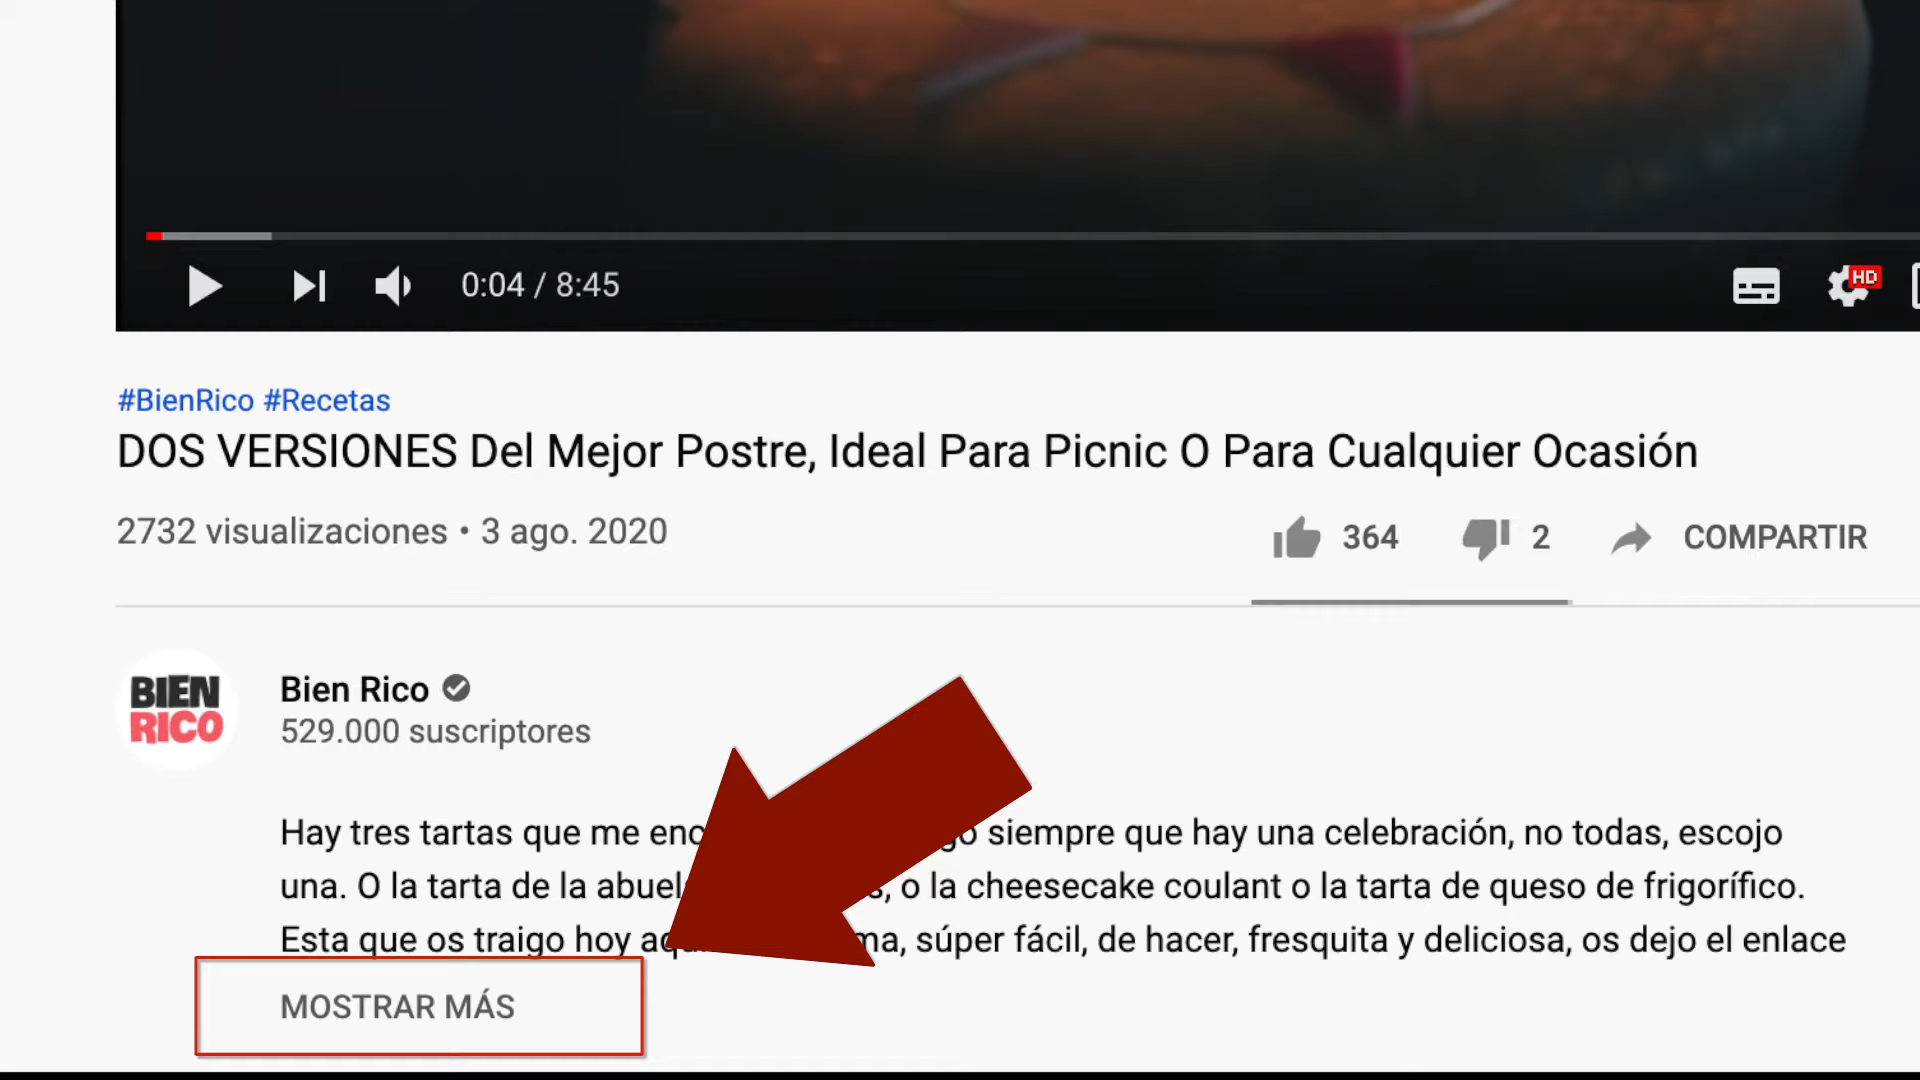 0:04 / 8:45
HD
#BienRico #Recetas
DOS VERSIONES Del Mejor Postre, Ideal Para Picnic O Para Cualquier Ocasión
2732 visualizaciones • 3 ago. 2020
364 2 COMPARTIR
BIEN
RICO
Bien Rico
529.000 suscriptores
Hay tres tartas que me siempre que hay una celebración, no todas, escojo
una. O la tarta de la o la cheesecake coulant o la tarta de queso de frigorífico.
Esta que os traigo hoy súper fácil, de hacer, fresquita y deliciosa, os dejo el enlace
MOSTRAR MÁS